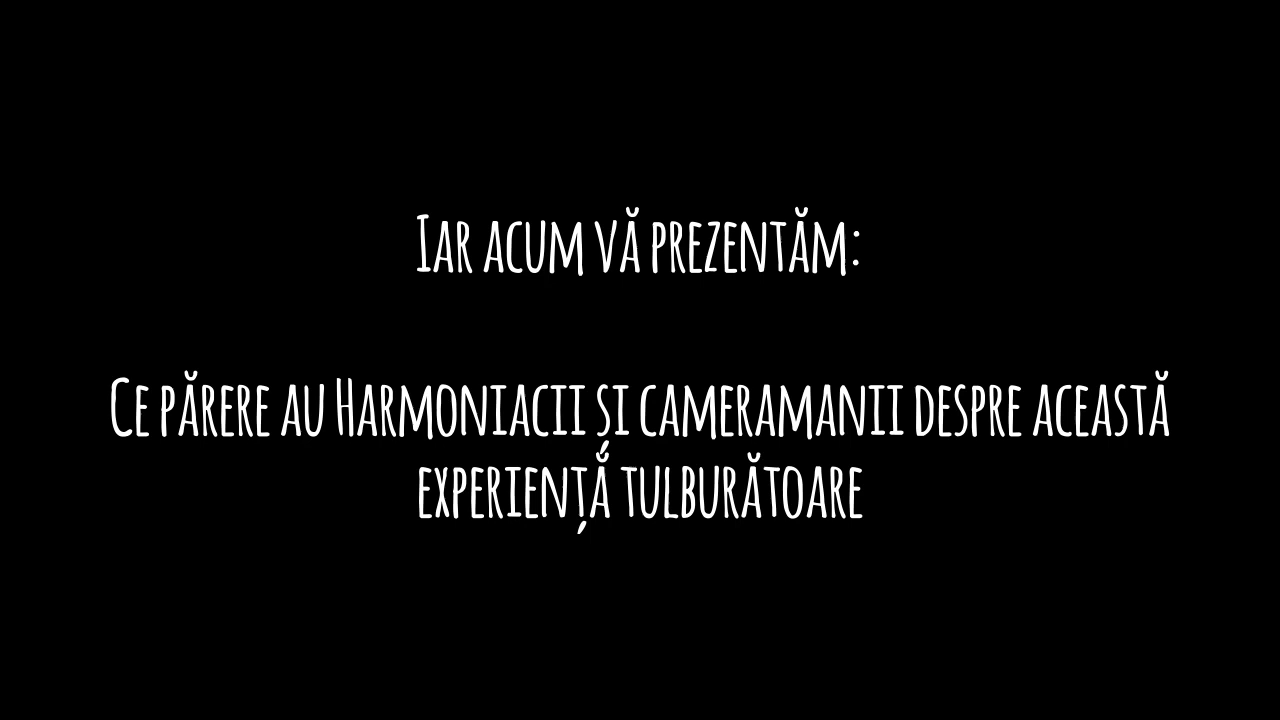 Iar acum vă prezentăm:
Ce părere au Harmoniacii și cameramanii despre această
experiență tulburătoare